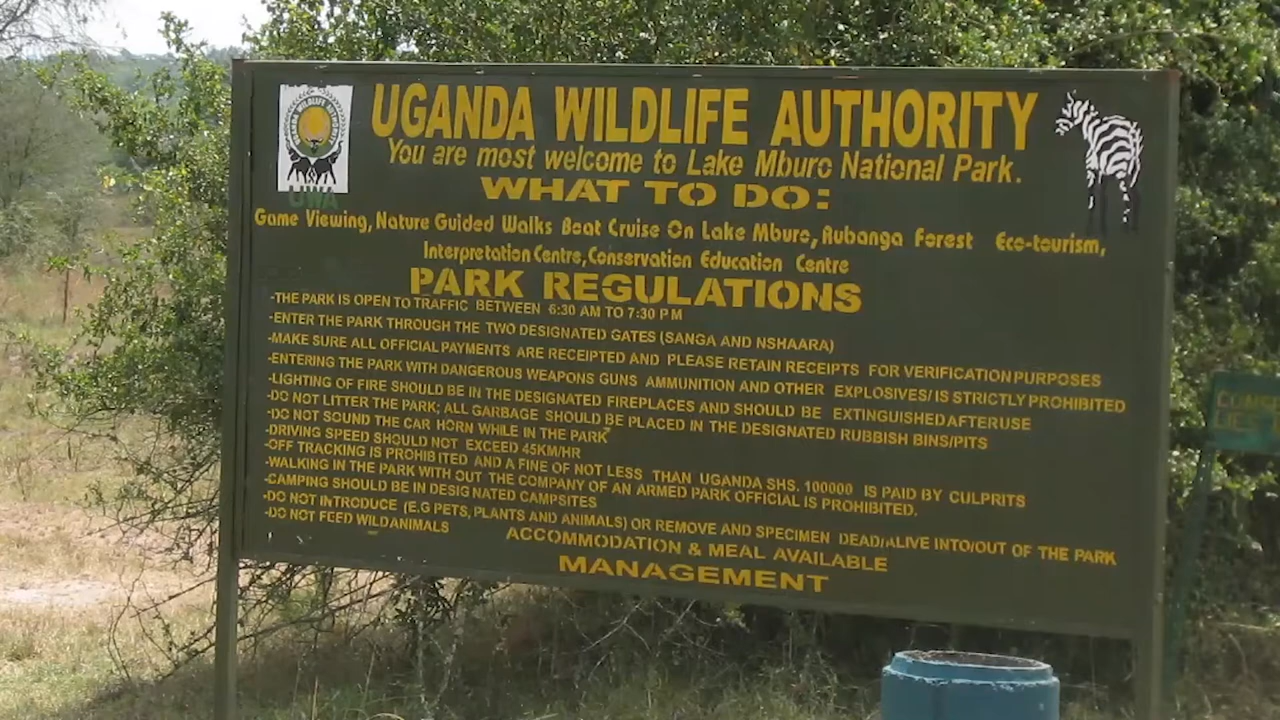 UGANDA WILDLIFE AUTHORITY
UWA
You are most welcome to Lake Mburo National Park.
WHAT TO DO:
Game Viewing, Nature Guided Walks Boat Cruise On Lake Mburo, Rubanga Forest Eco-tourism,
Interpretation Centre, Conservation Education Centre
PARK REGULATIONS
-THE PARK IS OPEN TO TRAFFIC BETWEEN 6:30 AM TO 7:30 PM
-ENTER THE PARK THROUGH THE TWO DESIGNATED GATES (SANGA AND NSHAARA)
-MAKE SURE ALL OFFICIAL PAYMENTS ARE RECEIPTED AND PLEASE RETAIN RECEIPTS FOR VERIFICATION PURPOSES
-ENTERING THE PARK WITH DANGEROUS WEAPONS GUNS AMMUNITION AND OTHER EXPLOSIVES/IS STRICTLY PROHIBITED
-LIGHTING OF FIRE SHOULD BE IN THE DESIGNATED FIREPLACES AND SHOULD BE EXTINGUISHED AFTER USE
-DO NOT LITTER THE PARK; ALL GARBAGE SHOULD BE PLACED IN THE DESIGNATED RUBBISH BINS/PITS
-DO NOT SOUND THE CAR HORN WHILE IN THE PARK
-DRIVING SPEED SHOULD NOT EXCEED 45KM/HR
-OFF TRACKING IS PROHIBITED AND A FINE OF NOT LESS THAN UGANDA SHS. 100000 IS PAID BY CULPRITS
-WALKING IN THE PARK WITH OUT THE COMPANY OF AN ARMED PARK OFFICIAL IS PROHIBITED.
-CAMPING SHOULD BE IN DESIGNATED CAMPSITES
-DO NOT INTRODUCE (E.G PETS, PLANTS AND ANIMALS) OR REMOVE AND SPECIMEN DEAD/ALIVE INTO/OUT OF THE PARK
-DO NOT FEED WILD ANIMALS
ACCOMMODATION & MEAL AVAILABLE
MANAGEMENT